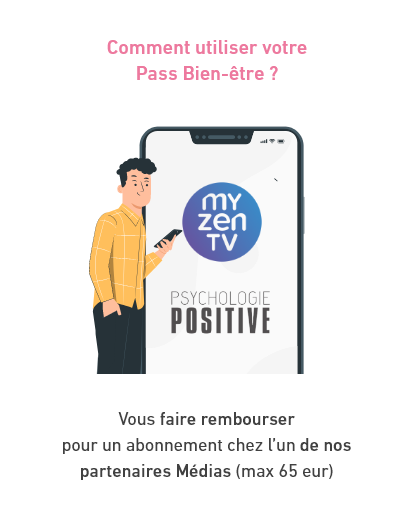 Comment utiliser votre
Pass Bien-être ?
my
zen
TV
PSYCHOLOGIE
POSITIVE
Vous faire rembourser
pour un abonnement chez l'un de nos
partenaires Médias (max 65 eur)